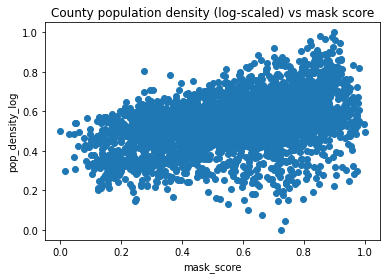 County population density (log-scaled) vs mask score
1.0
0.8
0.6
0.4
0.2
0.0
pop_density_log
0.0 0.2 0.4 0.6 0.8 1.0
mask_score